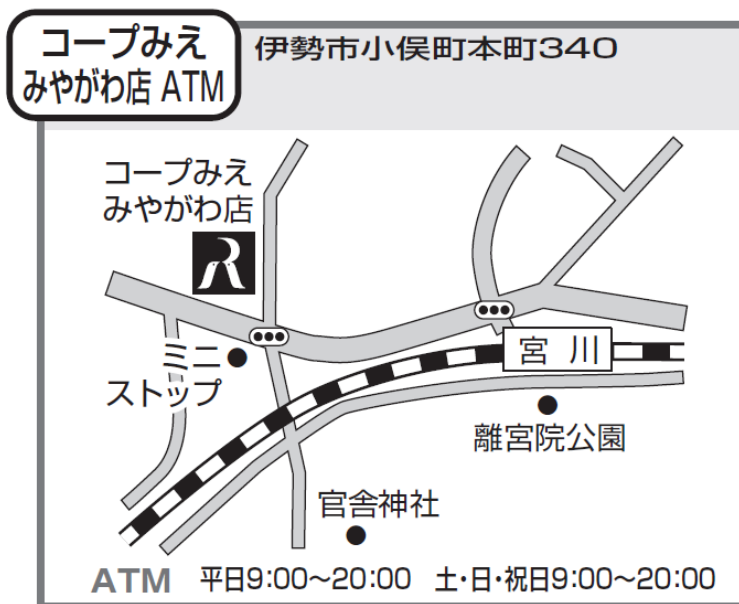 コープみえ
みやがわ店 ATM
伊勢市小俣町本町340
コープみえ
みやがわ店
ミニ
ストップ
宮 川
離宮院公園
官舎神社
ATM 平日9:00～20:00 土・日・祝日9:00～20:00